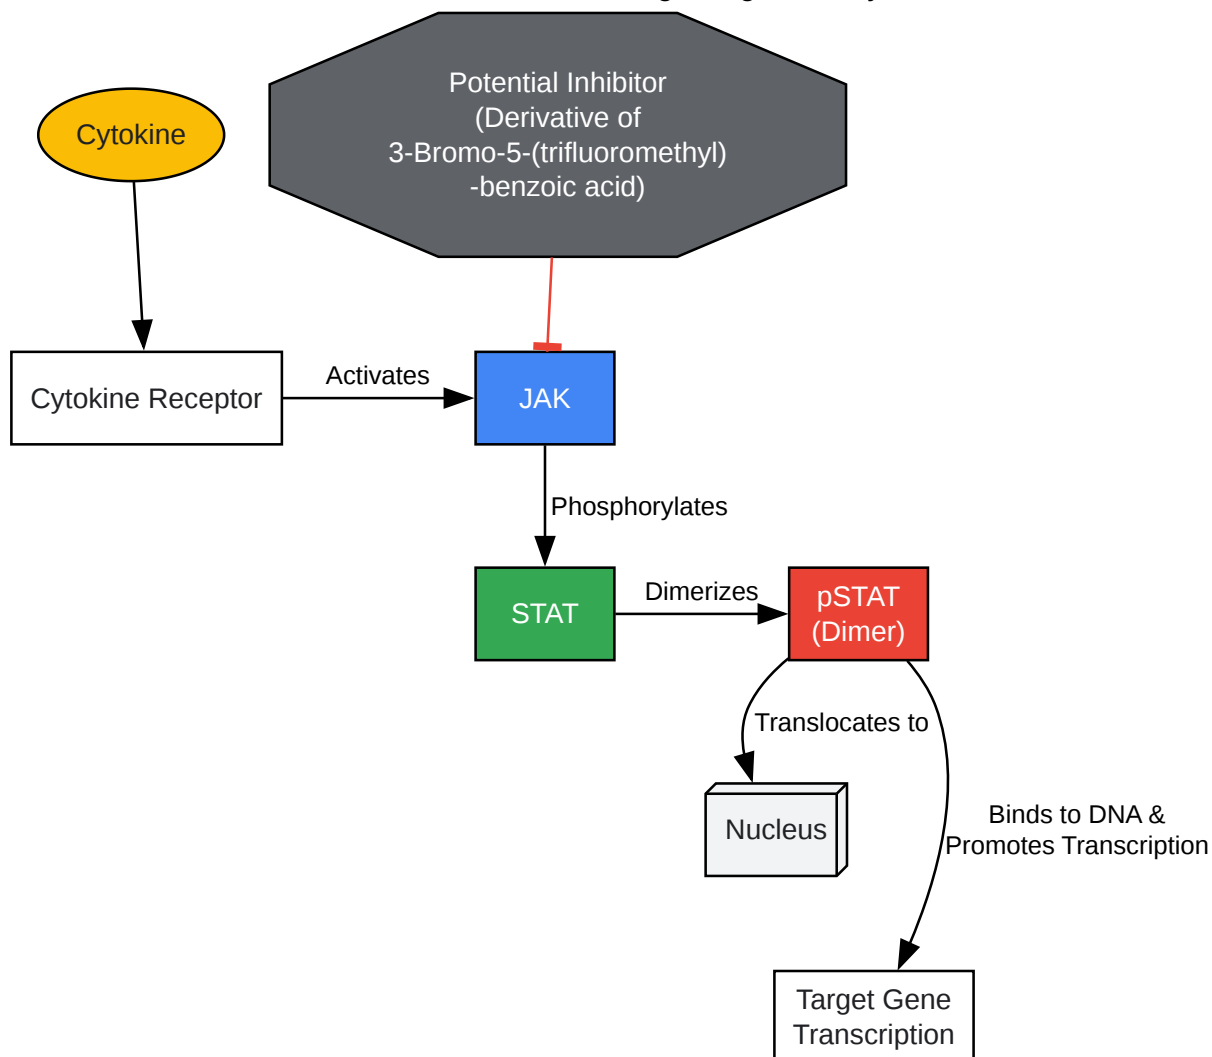 Potential Inhibitor
(Derivative of
3-Bromo-5-(trifluoromethyl)
-benzoic acid)
Cytokine
Cytokine Receptor
Activates
JAK
Phosphorylates
STAT
Dimerizes
pSTAT
(Dimer)
Translocates to
Nucleus
Binds to DNA &
Promotes Transcription
Target Gene
Transcription